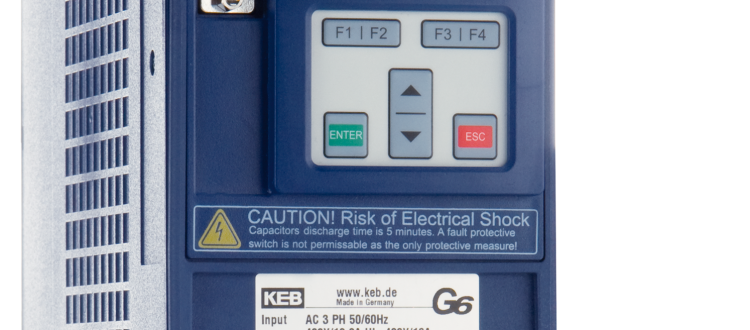 F1 | F2 F3 | F4
ENTER ESC
CAUTION! Risk of Electrical Shock
Capacitors discharge time is 5 minutes. A fault protective
switch is not permissable as the only protective measure!
KEB www.keb.de G6
Made in Germany
Input AC 3 PH 50/60Hz